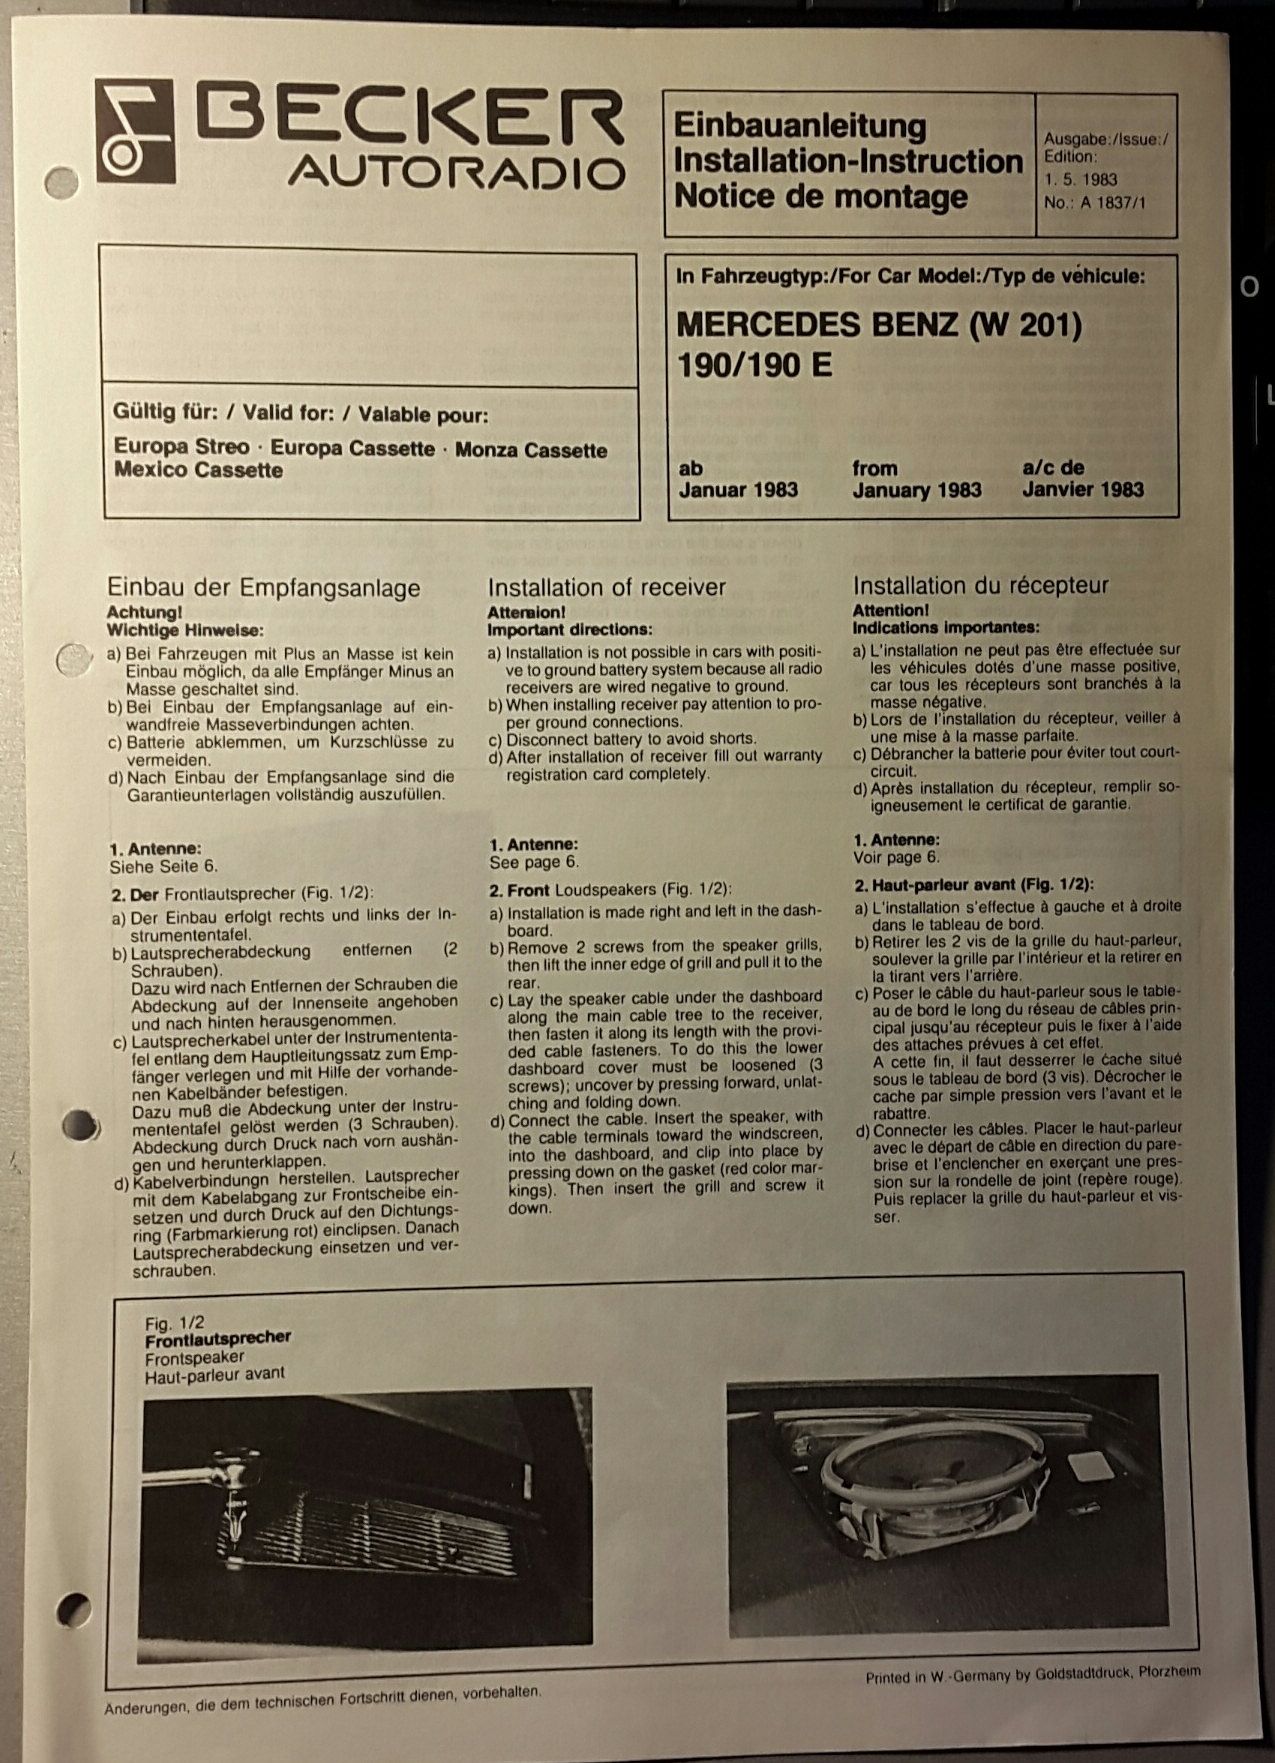 BECKER
AUTORADIO
Einbauanleitung
Installation-Instruction
Notice de montage
Ausgabe:/Issue:/
Edition:
1. 5. 1983
No.: A 1837/1
Gültig für: / Valid for: / Valable pour:
Europa Streo · Europa Cassette · Monza Cassette
Mexico Cassette
In Fahrzeugtyp:/For Car Model:/Typ de véhicule:
MERCEDES BENZ (W 201)
190/190 E
ab
Januar 1983
from
January 1983
a/c de
Janvier 1983
Einbau der Empfangsanlage
Achtung!
Wichtige Hinweise:
a) Bei Fahrzeugen mit Plus an Masse ist kein
Einbau möglich, da alle Empfänger Minus an
Masse geschaltet sind.
b) Bei Einbau der Empfangsanlage auf ein-
wandfreie Masseverbindungen achten.
c) Batterie abklemmen, um Kurzschlüsse zu
vermeiden.
d) Nach Einbau der Empfangsanlage sind die
Garantieunterlagen vollständig auszufüllen.
1. Antenne:
Siehe Seite 6.
2. Der Frontlautsprecher (Fig. 1/2):
a) Der Einbau erfolgt rechts und links der In-
strumententafel.
b) Lautsprecherabdeckung entfernen (2
Schrauben).
Dazu wird nach Entfernen der Schrauben die
Abdeckung auf der Innenseite angehoben
und nach hinten herausgenommen.
c) Lautsprecherkabel unter der Instrumententa-
fel entlang dem Hauptleitungssatz zum Emp-
fänger verlegen und mit Hilfe der vorhande-
nen Kabelbänder befestigen.
Dazu muß die Abdeckung unter der Instru-
mententafel gelöst werden (3 Schrauben).
Abdeckung durch Druck nach vorn aushän-
gen und herunterklappen.
d) Kabelverbindungn herstellen. Lautsprecher
mit dem Kabelabgang zur Frontscheibe ein-
setzen und durch Druck auf den Dichtungs-
ring (Farbmarkierung rot) einclipsen. Danach
Lautsprecherabdeckung einsetzen und ver-
schrauben.
Installation of receiver
Important directions:
a) Installation is not possible in cars with positi-
ve to ground battery system because all radio
receivers are wired negative to ground.
b) When installing receiver pay attention to pro-
per ground connections.
c) Disconnect battery to avoid shorts.
d) After installation of receiver fill out warranty
registration card completely.
1. Antenne:
See page 6.
2. Front Loudspeakers (Fig. 1/2):
a) Installation is made right and left in the dash-
board.
b) Remove 2 screws from the speaker grills,
then lift the inner edge of grill and pull it to the
rear.
c) Lay the speaker cable under the dashboard
along the main cable tree to the receiver,
then fasten it along its length with the provi-
ded cable fasteners. To do this the lower
dashboard cover must be loosened (3
screws); uncover by pressing forward, unlat-
ching and folding down.
d) Connect the cable. Insert the speaker, with
the cable terminals toward the windscreen,
into the dashboard, and clip into place by
pressing down on the gasket (red color mar-
kings). Then insert the grill and screw it
down.
Installation du récepteur
Attention!
Indications importantes:
a) L'installation ne peut pas être effectuée sur
les véhicules dotés d'une masse positive,
car tous les récepteurs sont branchés à la
masse négative.
b) Lors de l'installation du récepteur, veiller à
une mise à la masse parfaite.
c) Débrancher la batterie pour éviter tout court-
circuit.
d) Après installation du récepteur, remplir so-
igneusement le certificat de garantie.
1. Antenne:
Voir page 6.
2. Haut-parleur avant (Fig. 1/2):
a) L'installation s'effectue à gauche et à droite
dans le tableau de bord.
b) Retirer les 2 vis de la grille du haut-parleur,
soulever la grille par l'intérieur et la retirer en
la tirant vers l'arrière.
c) Poser le câble du haut-parleur sous le table-
au de bord le long du réseau de câbles prin-
cipal jusqu'au récepteur puis le fixer à l'aide
des attaches prévues à cet effet.
A cette fin, il faut desserrer le cache situé
sous le tableau de bord (3 vis). Décrocher le
cache par simple pression vers l'avant et le
rabattre.
d) Connecter les câbles. Placer le haut-parleur
avec le départ de câble en direction du pare-
brise et l'enclencher en exerçant une pres-
sion sur la rondelle de joint (repère rouge).
Puis replacer la grille du haut-parleur et vis-
ser.
Fig. 1/2
Frontlautsprecher
Frontspeaker
Haut-parleur avant
Printed in W.-Germany by Goldstadtdruck, Pforzheim
Änderungen, die dem technischen Fortschritt dienen, vorbehalten.
O
L